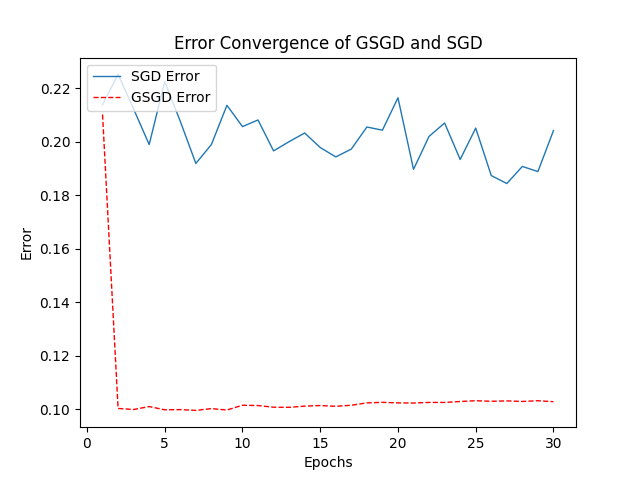 Error Convergence of GSGD and SGD
SGD Error
GSGD Error
Error
0.22
0.20
0.18
0.16
0.14
0.12
0.10
0 5 10 15 20 25 30
Epochs